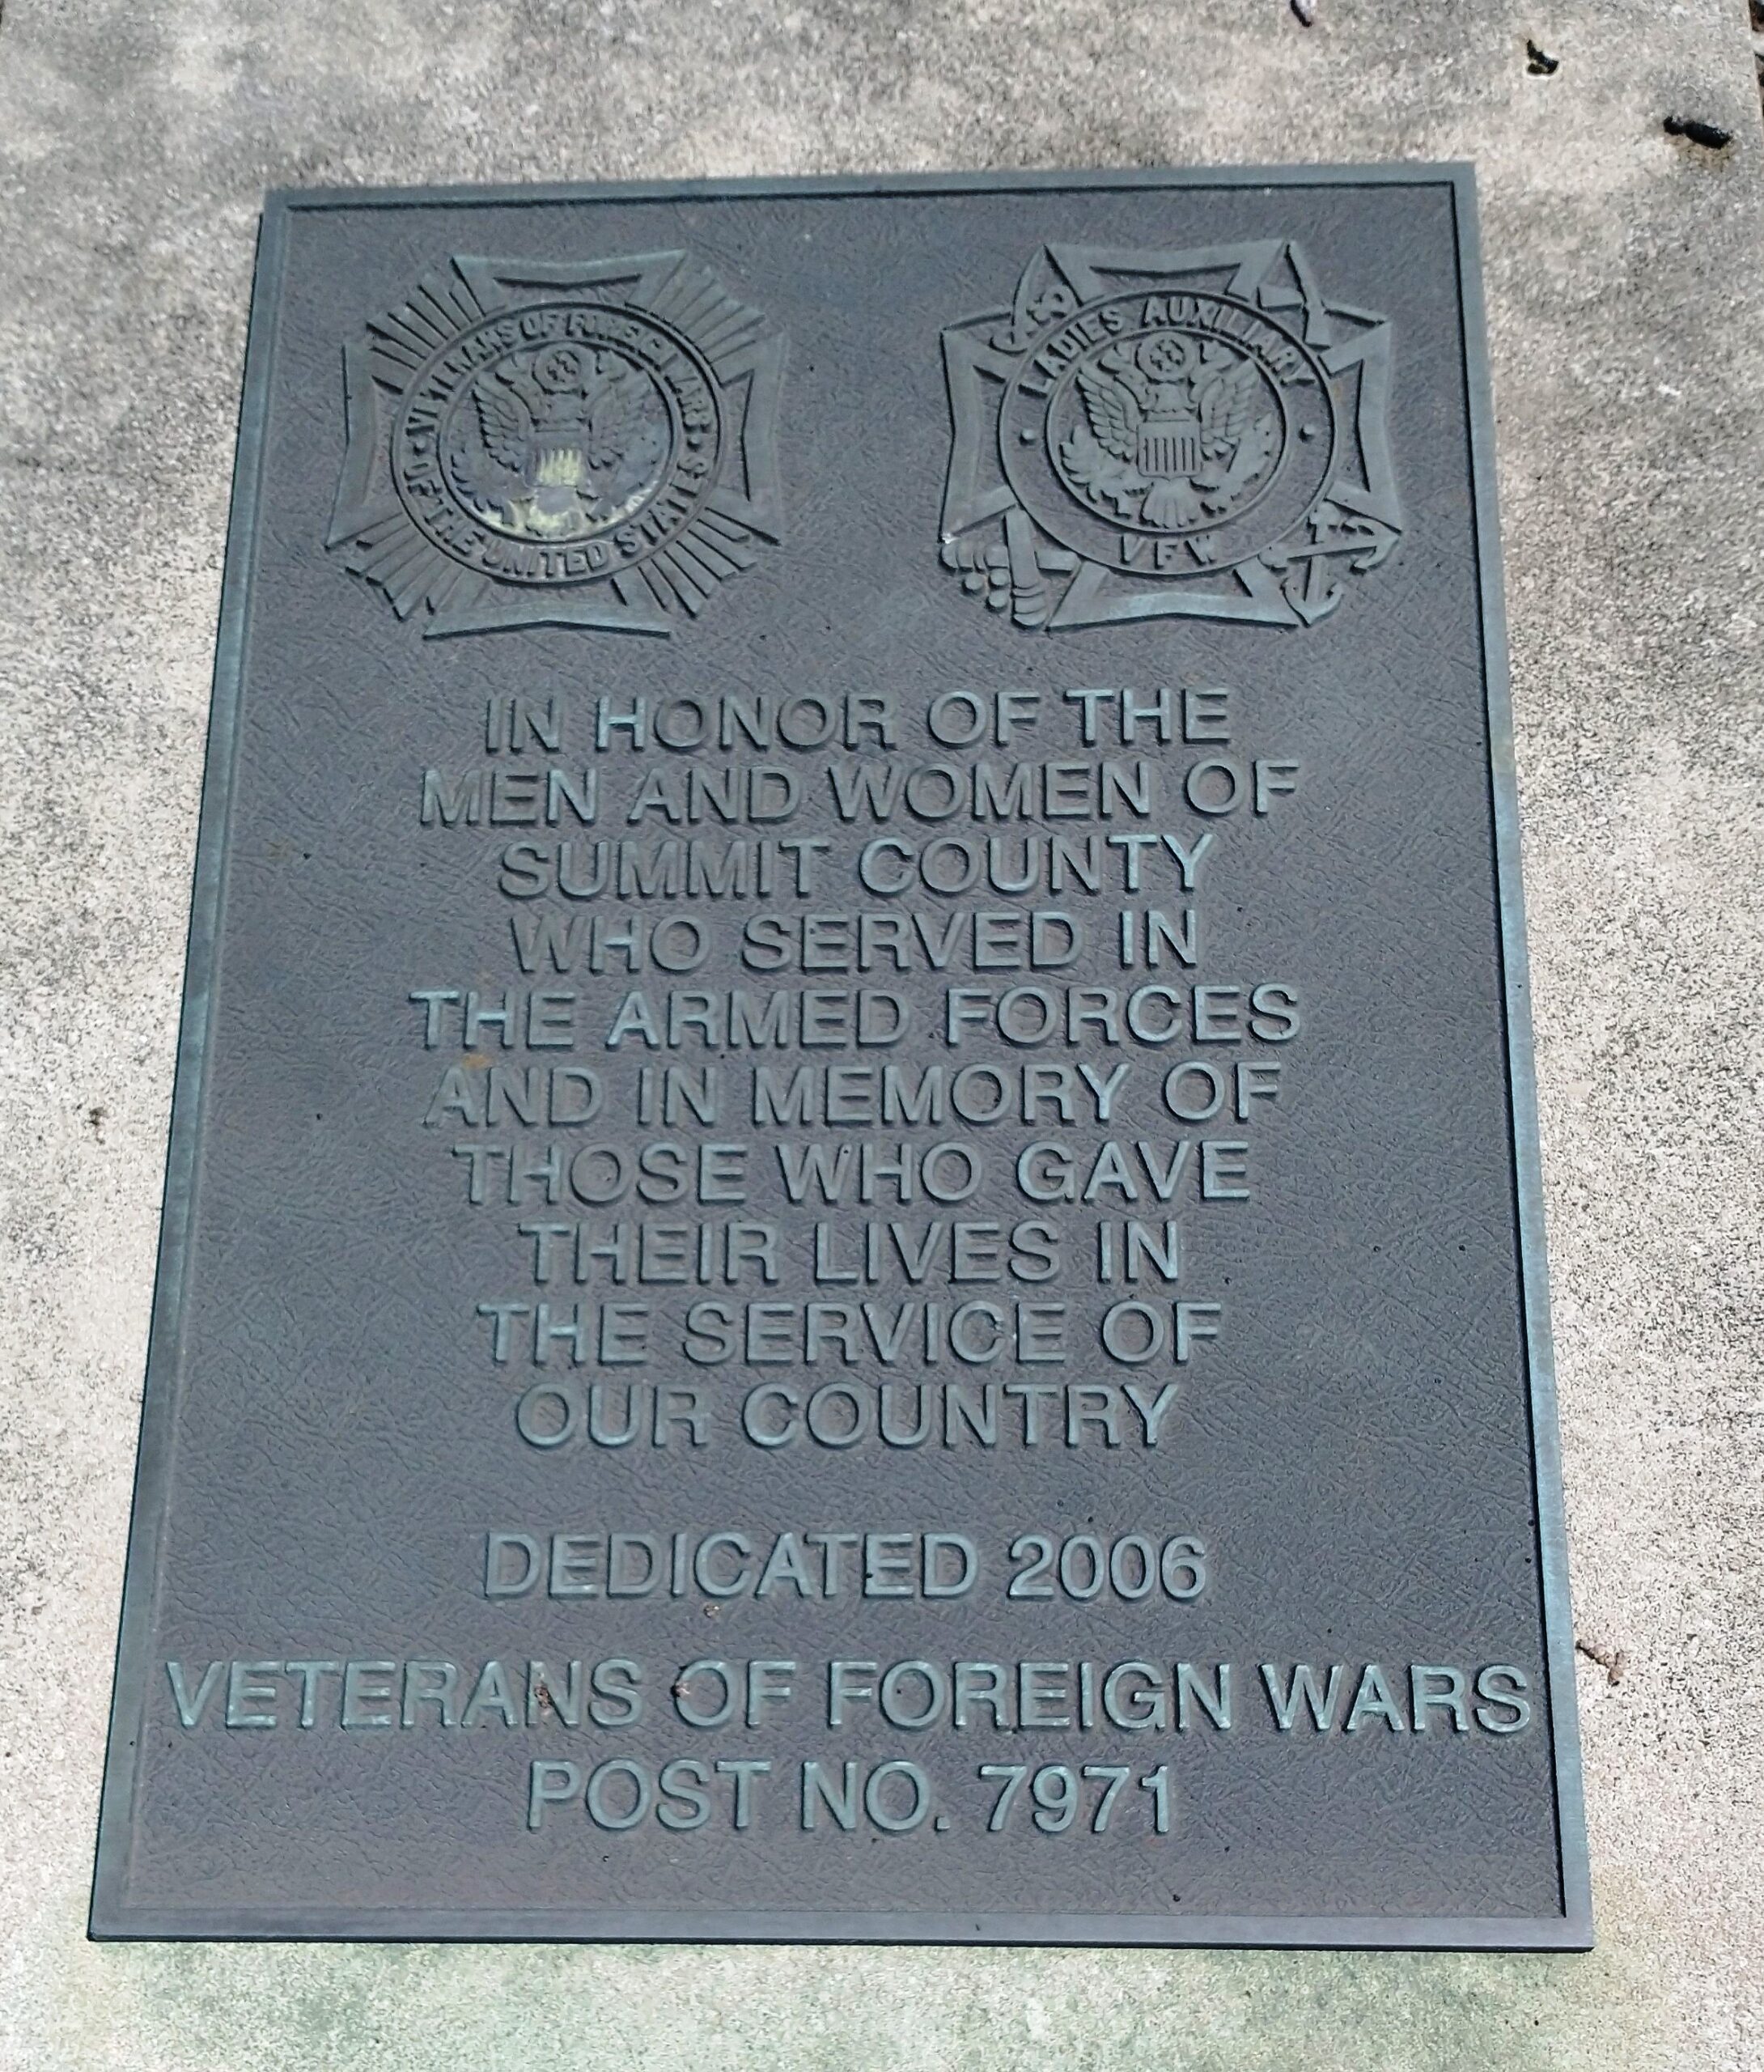 VETERANS OF FOREIGN WARS
OF THE UNITED STATES
LADIES AUXILIARY
VFW
IN HONOR OF THE
MEN AND WOMEN OF
SUMMIT COUNTY
WHO SERVED IN
THE ARMED FORCES
AND IN MEMORY OF
THOSE WHO GAVE
THEIR LIVES IN
THE SERVICE OF
OUR COUNTRY
DEDICATED 2006
VETERANS OF FOREIGN WARS
POST NO. 7971